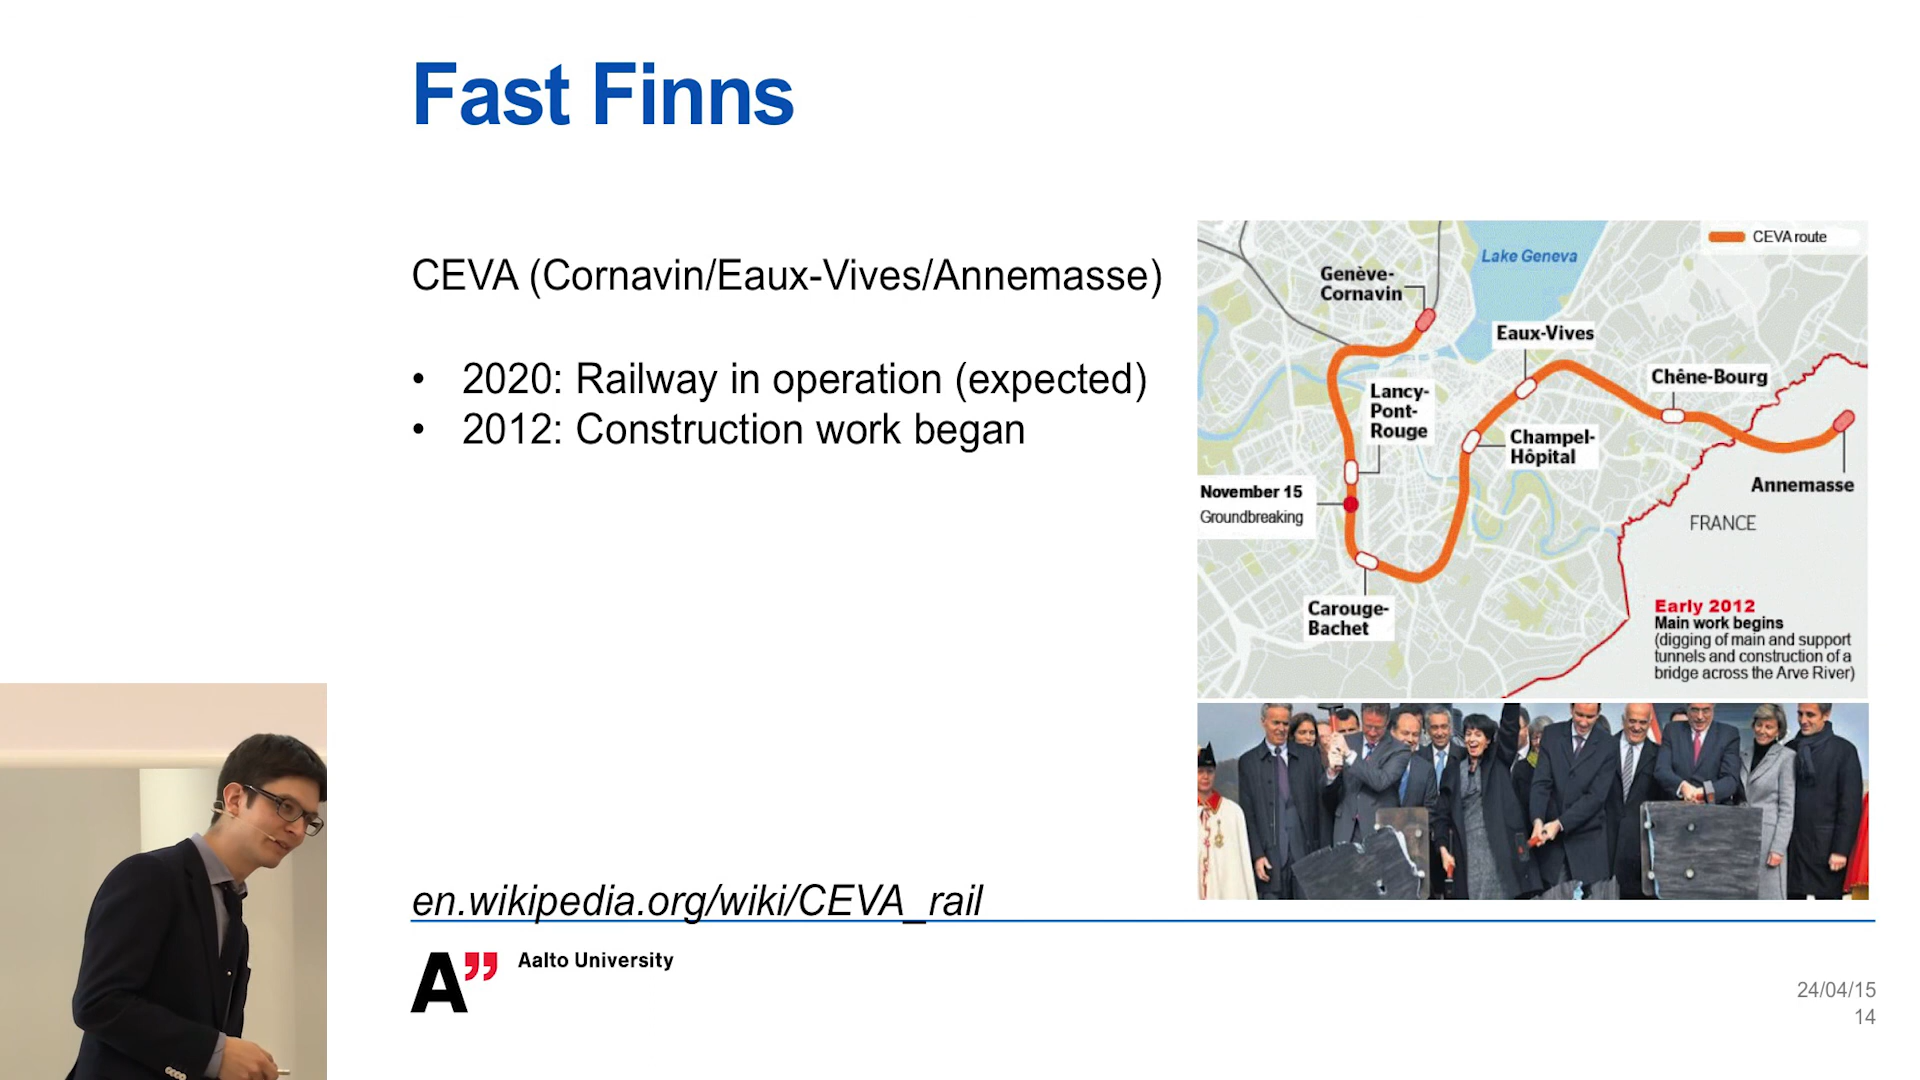 Fast Finns
CEVA (Cornavin/Eaux-Vives/Annemasse)
• 2020: Railway in operation (expected)
• 2012: Construction work began
CEVA route
Lake Geneva
Genève-
Cornavin
Eaux-Vives
Chêne-Bourg
Lancy-
Pont-
Rouge
Champel-
Hôpital
Annemasse
November 15
Groundbreaking
FRANCE
Carouge-
Bachet
Early 2012
Main work begins
(digging of main and support
tunnels and construction of a
bridge across the Arve River)
en.wikipedia.org/wiki/CEVA_rail
A”
Aalto University
24/04/15
14